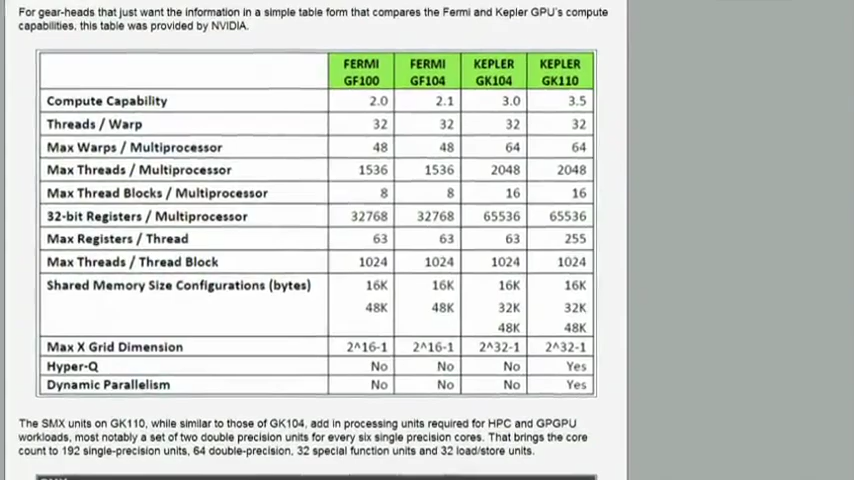 For gear-heads that just want the information in a simple table form that compares the Fermi and Kepler GPU's compute
capabilities, this table was provided by NVIDIA.
FERMI GF100 FERMI GF104 KEPLER GK104 KEPLER GK110
Compute Capability 2.0 2.1 3.0 3.5
Threads / Warp 32 32 32 32
Max Warps / Multiprocessor 48 48 64 64
Max Threads / Multiprocessor 1536 1536 2048 2048
Max Thread Blocks / Multiprocessor 8 8 16 16
32-bit Registers / Multiprocessor 32768 32768 65536 65536
Max Registers / Thread 63 63 63 255
Max Threads / Thread Block 1024 1024 1024 1024
Shared Memory Size Configurations (bytes) 16K 16K 16K 16K
48K 48K 32K 32K
48K 48K
Max X Grid Dimension 2^16-1 2^16-1 2^32-1 2^32-1
Hyper-Q No No No Yes
Dynamic Parallelism No No No Yes
The SMX units on GK110, while similar to those of GK104, add in processing units required for HPC and GPGPU
workloads, most notably a set of two double precision units for every six single precision cores. That brings the core
count to 192 single-precision units, 64 double-precision, 32 special function units and 32 load/store units.